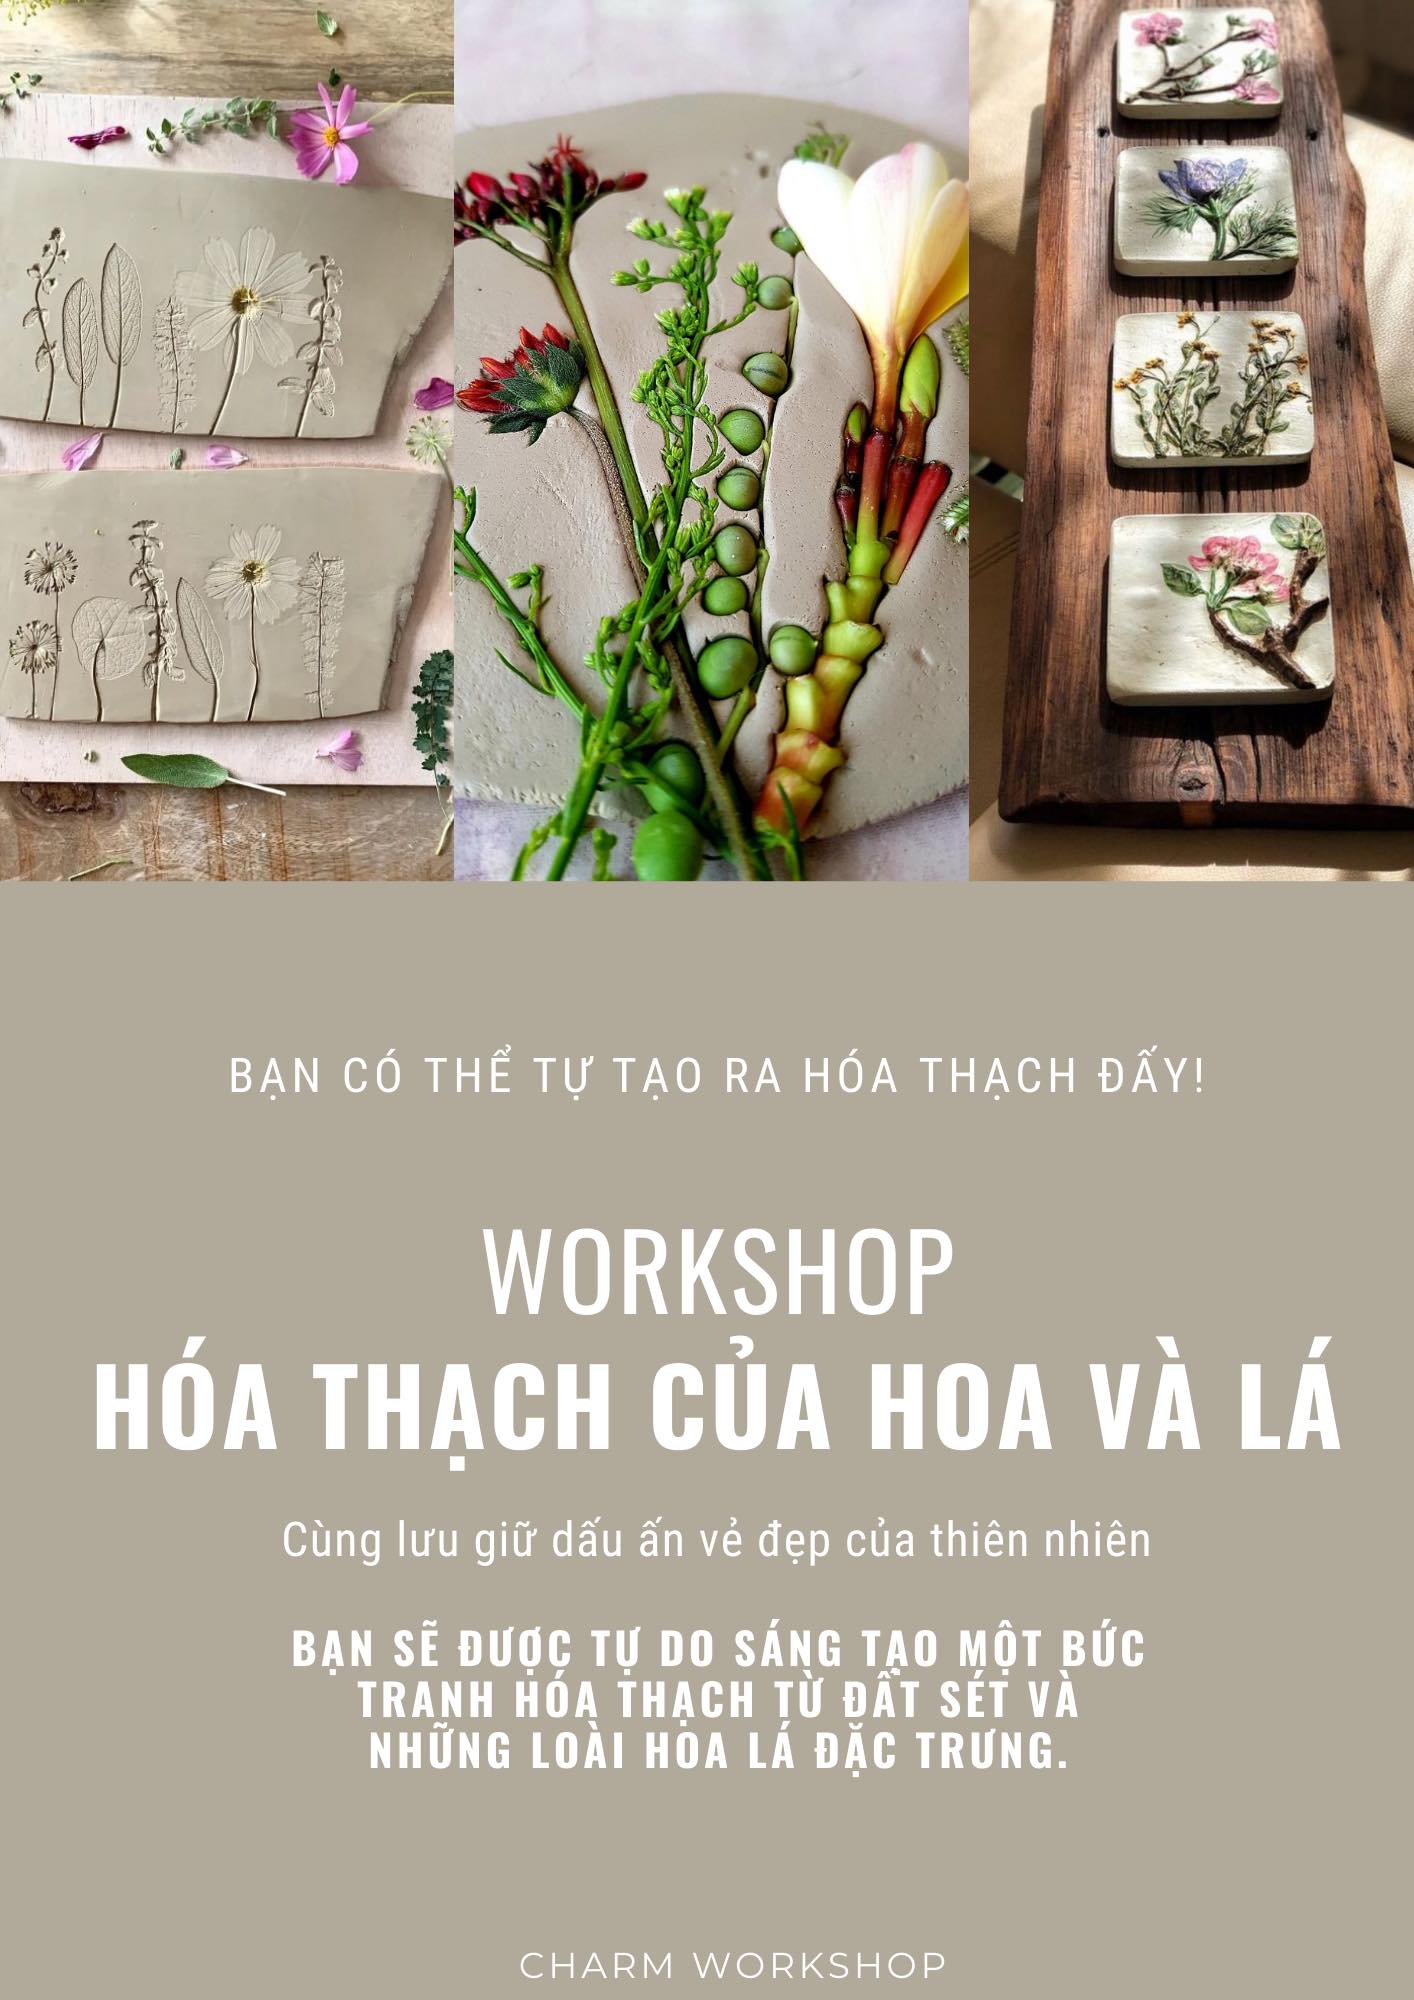 BẠN CÓ THỂ TỰ TẠO RA HÓA THẠCH ĐẤY!
WORKSHOP
HÓA THẠCH CỦA HOA VÀ LÁ
Cùng lưu giữ dấu ấn vẻ đẹp của thiên nhiên
BẠN SẼ ĐƯỢC TỰ DO SÁNG TẠO MỘT BỨC
TRANH HÓA THẠCH TỪ ĐẤT SÉT VÀ
NHỮNG LOÀI HOA LÁ ĐẶC TRƯNG.
CHARM WORKSHOP